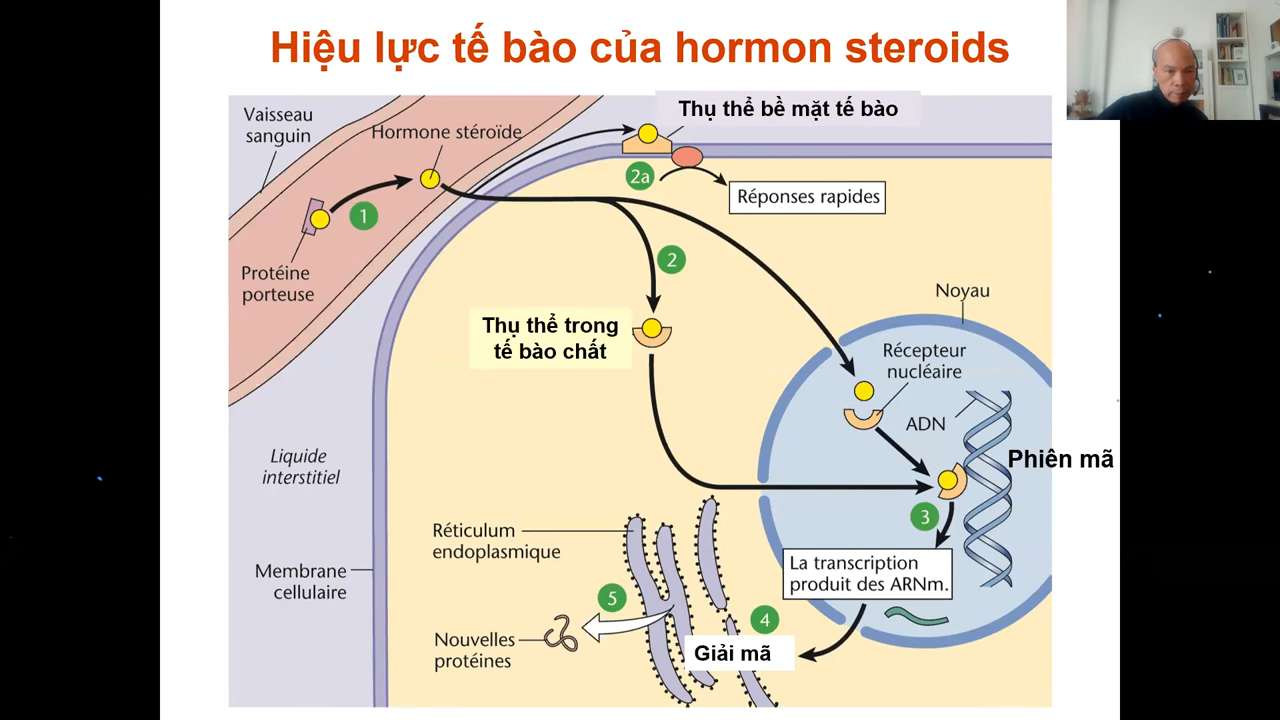 Hiệu lực tế bào của hormon steroids
Vaisseau
sanguin
Hormone stéroïde
Thụ thể bề mặt tế bào
2a
Réponses rapides
1
Protéine
porteuse
2
Noyau
Thụ thể trong
tế bào chất
Récepteur
nucléaire
ADN
Phiên mã
Liquide
interstitiel
3
Réticulum
endoplasmique
La transcription
produit des ARNm.
Membrane
cellulaire
5
4
Nouvelles
protéines
Giải mã